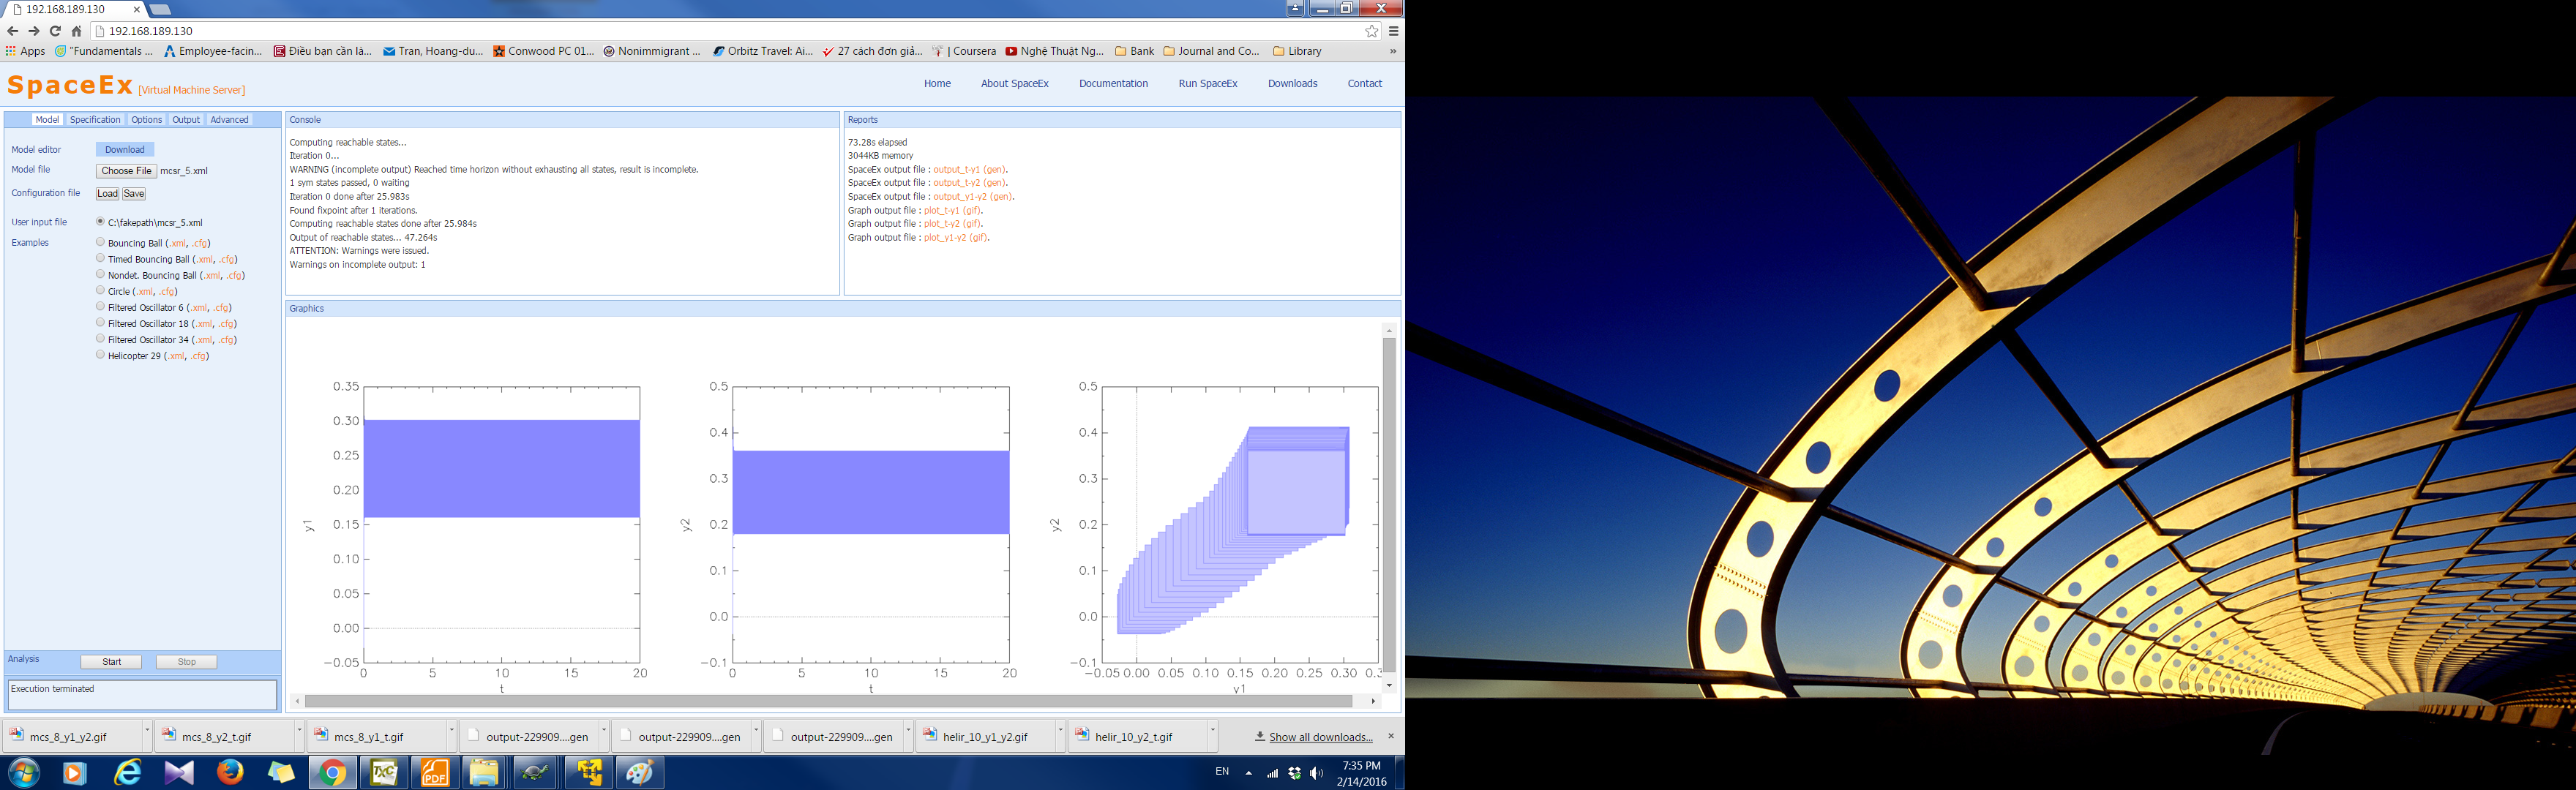 192.168.189.130
192.168.189.130
Apps "Fundamentals ... Employee-facin... Điều bạn cần là... Tran, Hoang-du... Conwood PC 01... Nonimmigrant ... Orbitz Travel: Ai... 27 cách đơn giả... | Coursera Nghệ Thuật Ng... Bank Journal and Co... Library »
SpaceEx [Virtual Machine Server]
Home About SpaceEx Documentation Run SpaceEx Downloads Contact
Model Specification Options Output Advanced
Model editor Download
Model file Choose File mcsr_5.xml
Configuration file Load Save
User input file C:\fakepath\mcsr_5.xml
Examples Bouncing Ball (.xml, .cfg)
Timed Bouncing Ball (.xml, .cfg)
Nondet. Bouncing Ball (.xml, .cfg)
Circle (.xml, .cfg)
Filtered Oscillator 6 (.xml, .cfg)
Filtered Oscillator 18 (.xml, .cfg)
Filtered Oscillator 34 (.xml, .cfg)
Helicopter 29 (.xml, .cfg)
Analysis Start Stop
Execution terminated
Console
Computing reachable states...
Iteration 0...
WARNING (incomplete output) Reached time horizon without exhausting all states, result is incomplete.
1 sym states passed, 0 waiting
Iteration 0 done after 25.983s
Found fixpoint after 1 iterations.
Computing reachable states done after 25.984s
Output of reachable states... 47.264s
ATTENTION: Warnings were issued.
Warnings on incomplete output: 1
Reports
73.28s elapsed
3044KB memory
SpaceEx output file : output_t-y1 (gen).
SpaceEx output file : output_t-y2 (gen).
SpaceEx output file : output_y1-y2 (gen).
Graph output file : plot_t-y1 (gif).
Graph output file : plot_t-y2 (gif).
Graph output file : plot_y1-y2 (gif).
Graphics
0.35
0.30
0.25
0.20
0.15
0.10
0.05
0.00
−0.05
y1
0 5 10 15 20
t
0.5
0.4
0.3
0.2
0.1
0.0
−0.1
y2
0 5 10 15 20
t
0.5
0.4
0.3
0.2
0.1
0.0
−0.1
y2
−0.05 0.00 0.05 0.10 0.15 0.20 0.25 0.30 0.3
y1
mcs_8_y1_y2.gif mcs_8_y2_t.gif mcs_8_y1_t.gif output-229909....gen output-229909....gen output-229909....gen helir_10_y1_y2.gif helir_10_y2_t.gif Show all downloads...
TXC PDF
EN 7:35 PM
2/14/2016